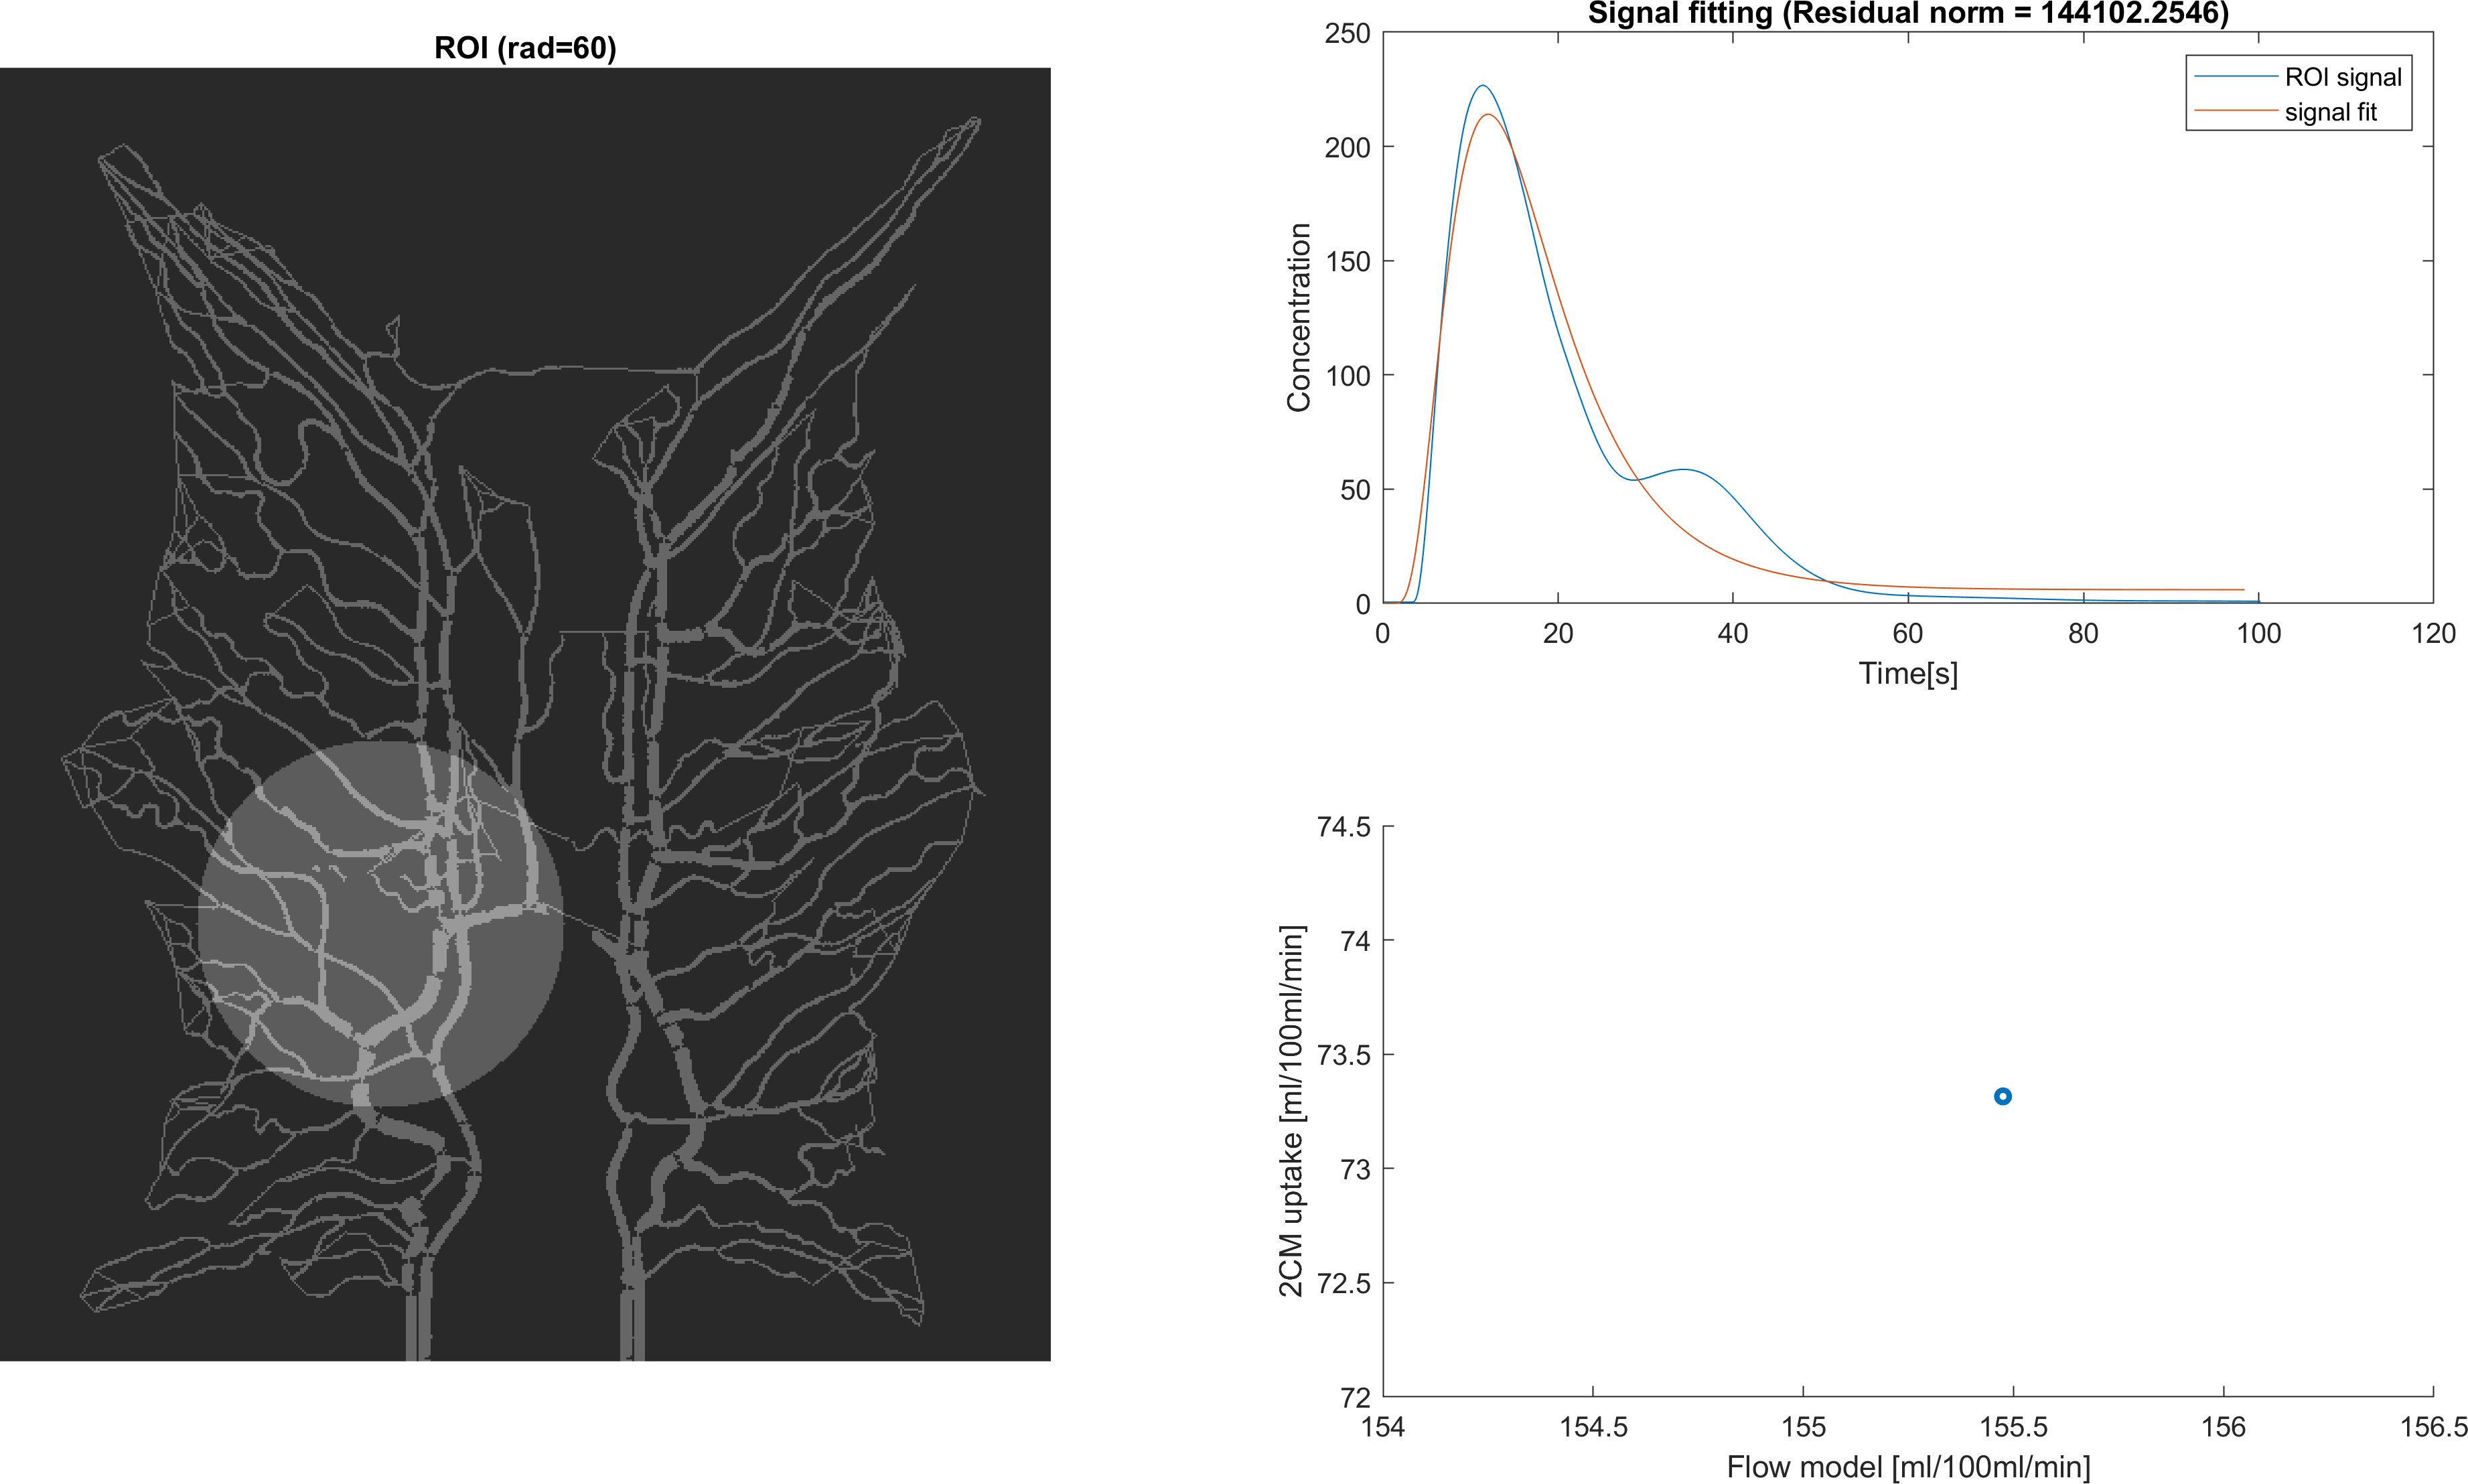 ROI (rad=60)
Signal fitting (Residual norm = 144102.2546)
250
200
150
100
50
0
Concentration
ROI signal
signal fit
0 20 40 60 80 100 120
Time[s]
74.5
74
73.5
73
72.5
72
2CM uptake [ml/100ml/min]
154 154.5 155 155.5 156 156.5
Flow model [ml/100ml/min]